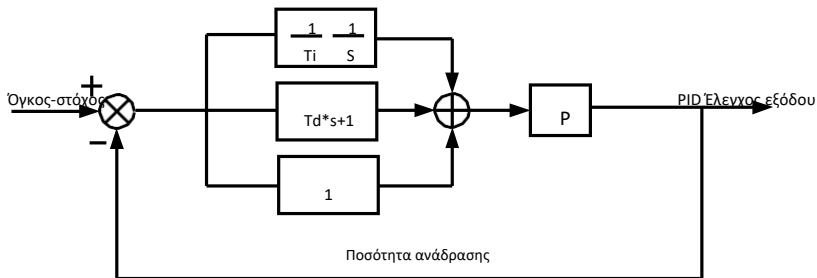 1 1
Ti S
Όγκος-στόχος
+
−
Td*s+1
P
PID Έλεγχος εξόδου
1
Ποσότητα ανάδρασης